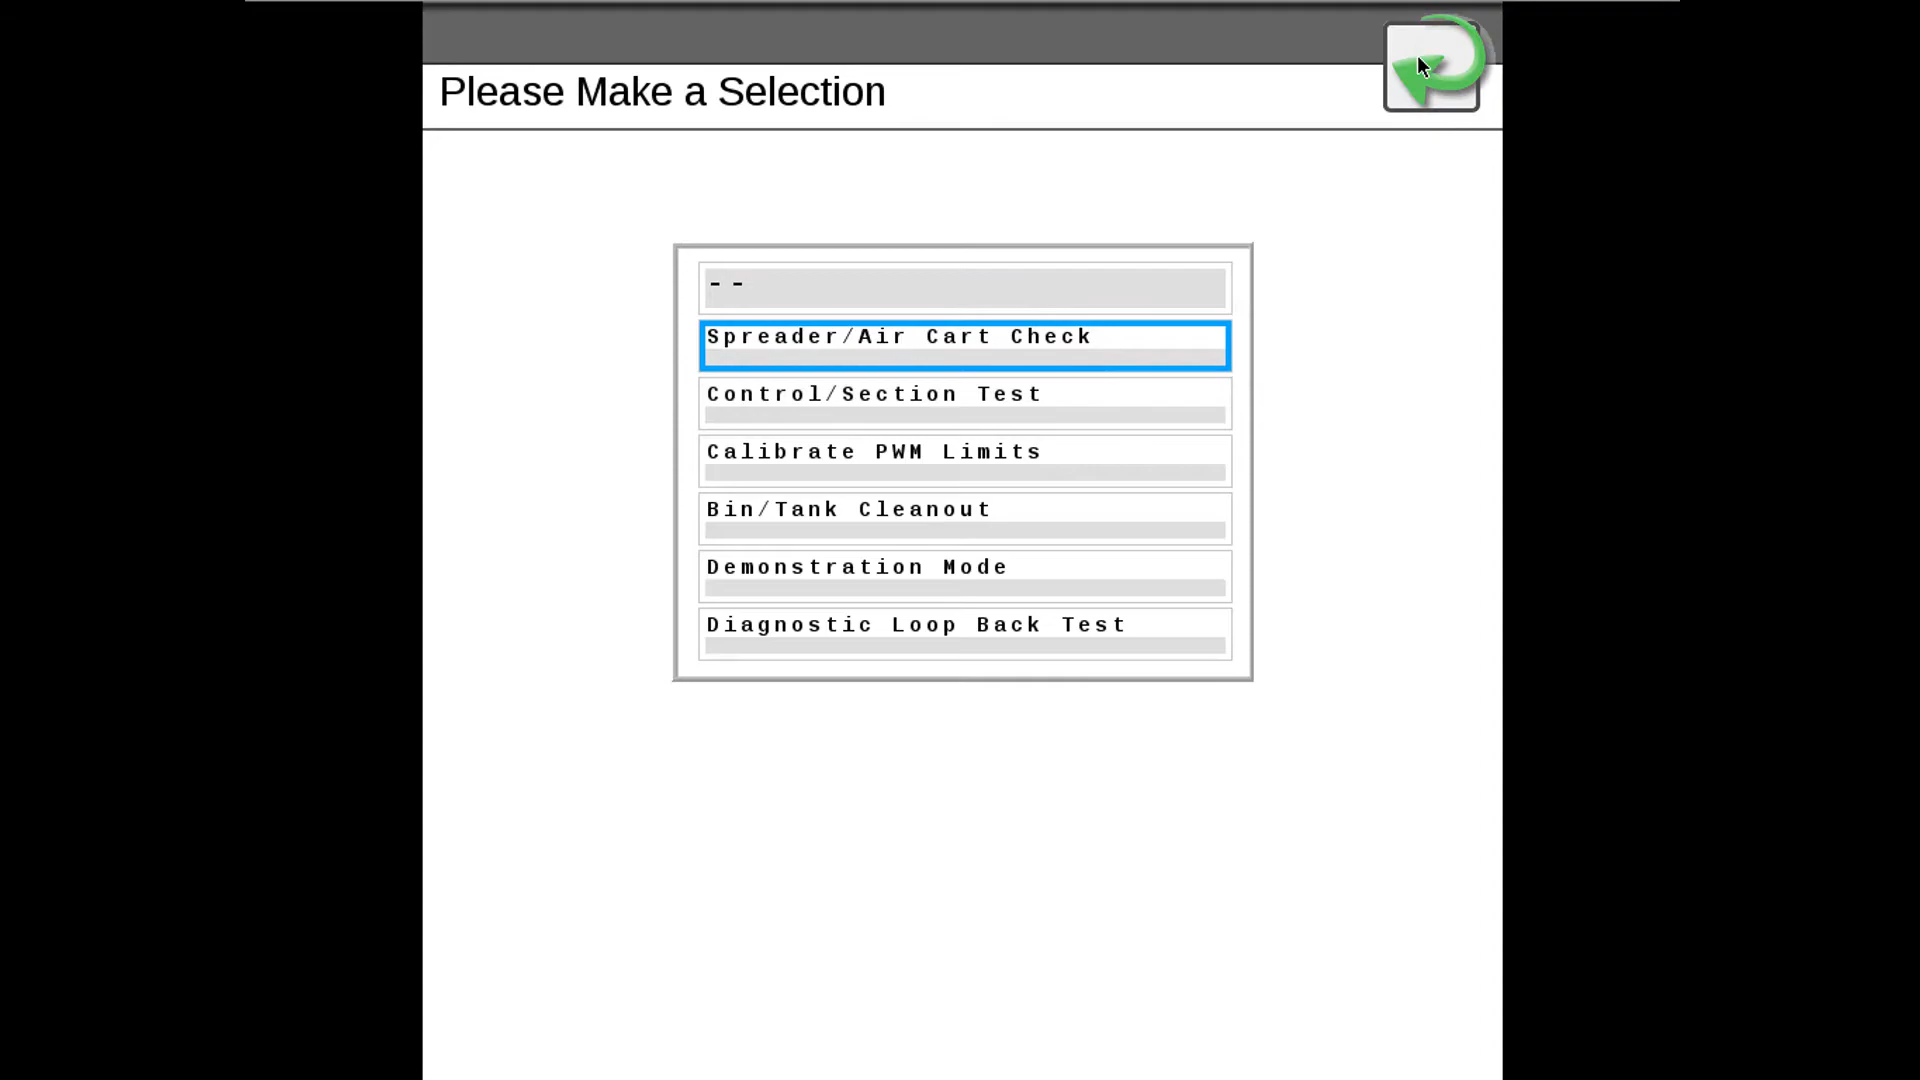 Please Make a Selection
--
Spreader/Air Cart Check
Control/Section Test
Calibrate PWM Limits
Bin/Tank Cleanout
Demonstration Mode
Diagnostic Loop Back Test